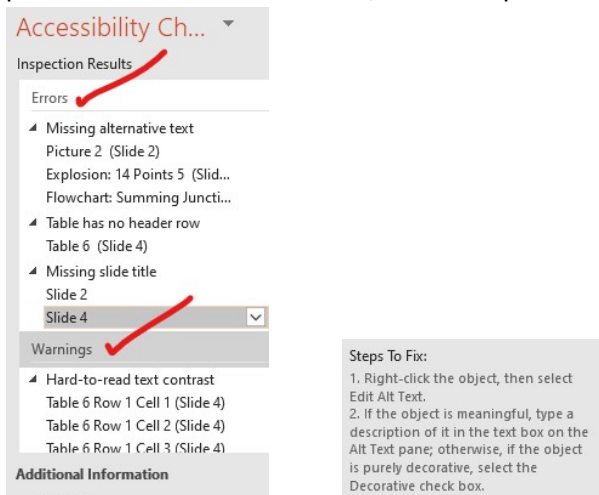 Accessibility Ch...
Inspection Results
Errors
Missing alternative text
Picture 2 (Slide 2)
Explosion: 14 Points 5 (Slid...
Flowchart: Summing Juncti...
Table has no header row
Table 6 (Slide 4)
Missing slide title
Slide 2
Slide 4
Warnings
Hard-to-read text contrast
Table 6 Row 1 Cell 1 (Slide 4)
Table 6 Row 1 Cell 2 (Slide 4)
Table 6 Row 1 Cell 3 (Slide 4)
Additional Information
Steps To Fix:
1. Right-click the object, then select
Edit Alt Text.
2. If the object is meaningful, type a
description of it in the text box on the
Alt Text pane; otherwise, if the object
is purely decorative, select the
Decorative check box.